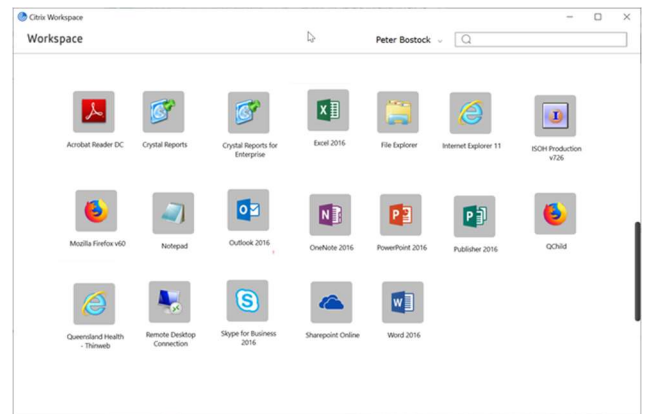 Citrix Workspace
Workspace
Peter Bostock
Acrobat Reader DC
Crystal Reports
Crystal Reports for
Enterprise
Excel 2016
File Explorer
Internet Explorer 11
ISOH Production
v726
Mozilla Firefox v60
Notepad
Outlook 2016
OneNote 2016
PowerPoint 2016
Publisher 2016
QChild
Queensland Health
- Thinweb
Remote Desktop
Connection
Skype for Business
2016
Sharepoint Online
Word 2016